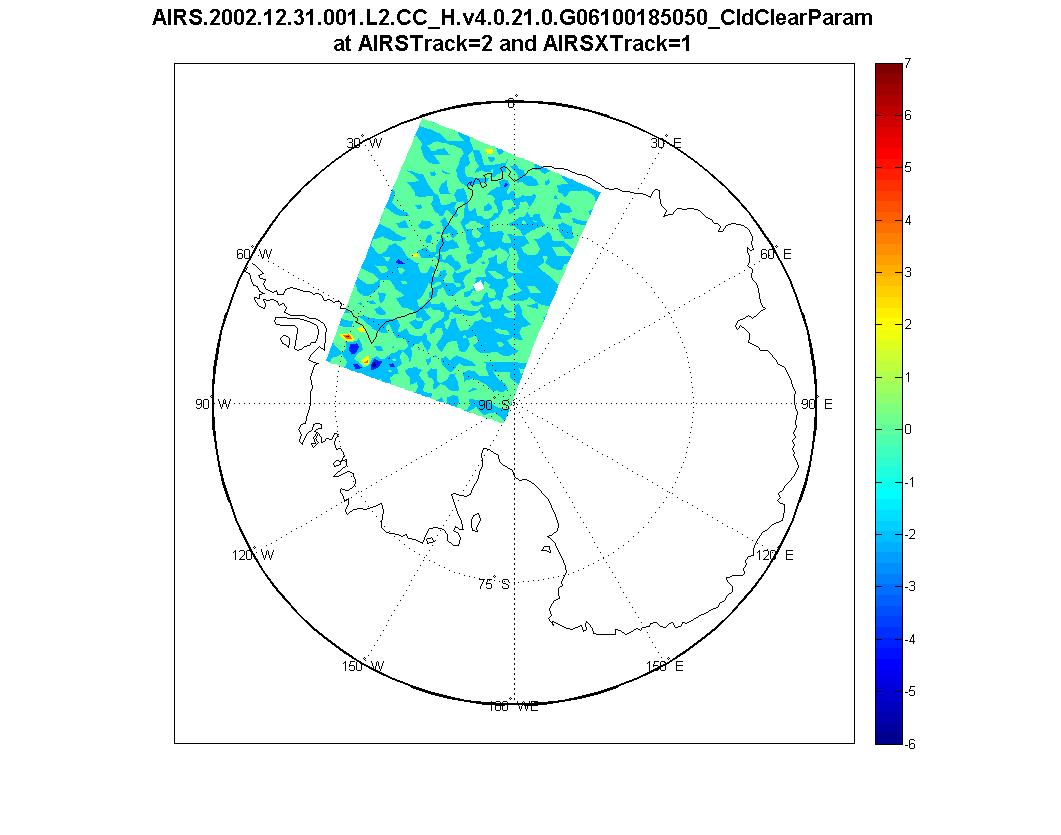 AIRS.2002.12.31.001.L2.CC_H.v4.0.21.0.G06100185050_CldClearParam
at AIRSTrack=2 and AIRSXTrack=1
7
0°
30° W
30° E
6
5
4
60° W
60° E
3
2
1
90° W
90° S
90° E
0
-1
-2
120° W
120° E
75° S
-3
-4
150° W
150° E
-5
180° WE
-6